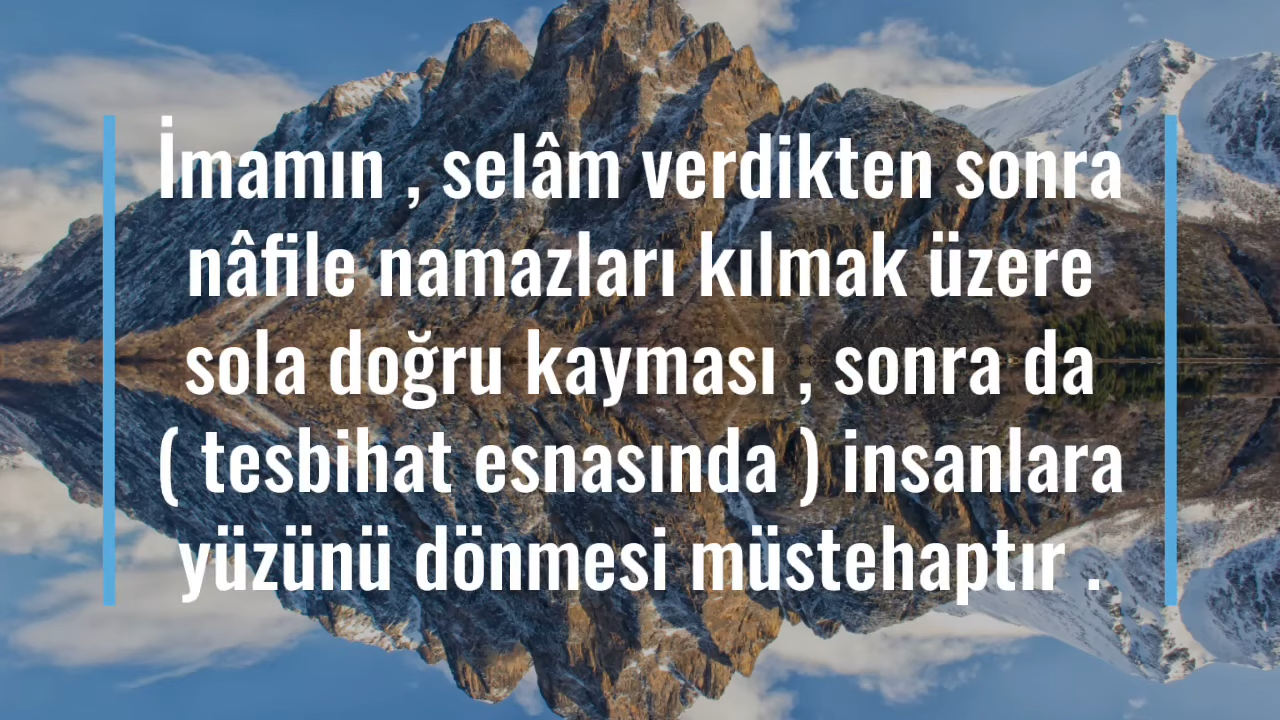 İmamın , selâm verdikten sonra
nâfile namazları kılmak üzere
sola doğru kayması , sonra da
( tesbihat esnasında ) insanlara
yüzünü dönmesi müstehaptır .